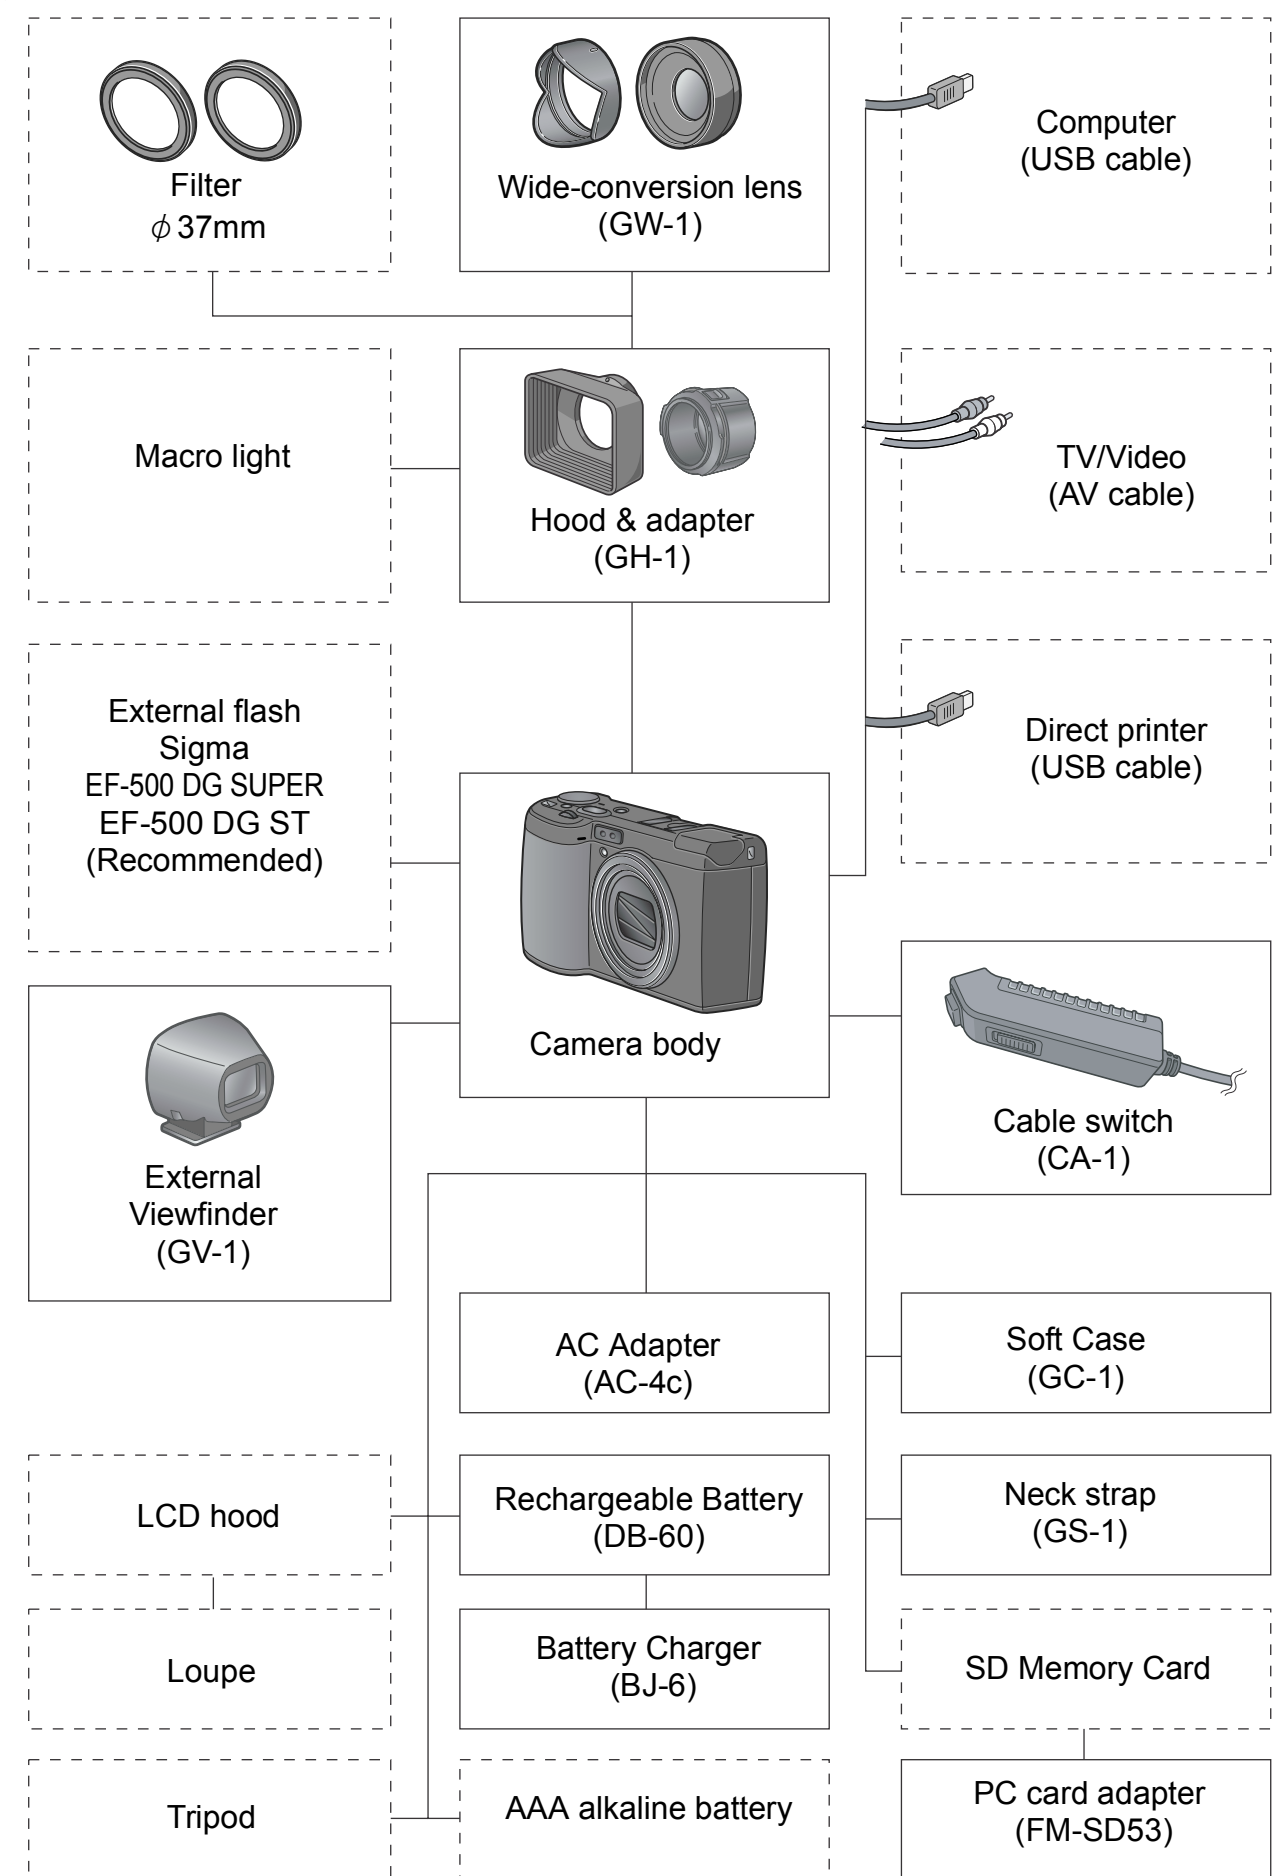 Filter
ϕ 37mm
Wide-conversion lens
(GW-1)
Computer
(USB cable)
Macro light
Hood & adapter
(GH-1)
TV/Video
(AV cable)
External flash
Sigma
EF-500 DG SUPER
EF-500 DG ST
(Recommended)
Direct printer
(USB cable)
Camera body
External
Viewfinder
(GV-1)
Cable switch
(CA-1)
AC Adapter
(AC-4c)
Soft Case
(GC-1)
LCD hood
Rechargeable Battery
(DB-60)
Neck strap
(GS-1)
Loupe
Battery Charger
(BJ-6)
SD Memory Card
Tripod
AAA alkaline battery
PC card adapter
(FM-SD53)